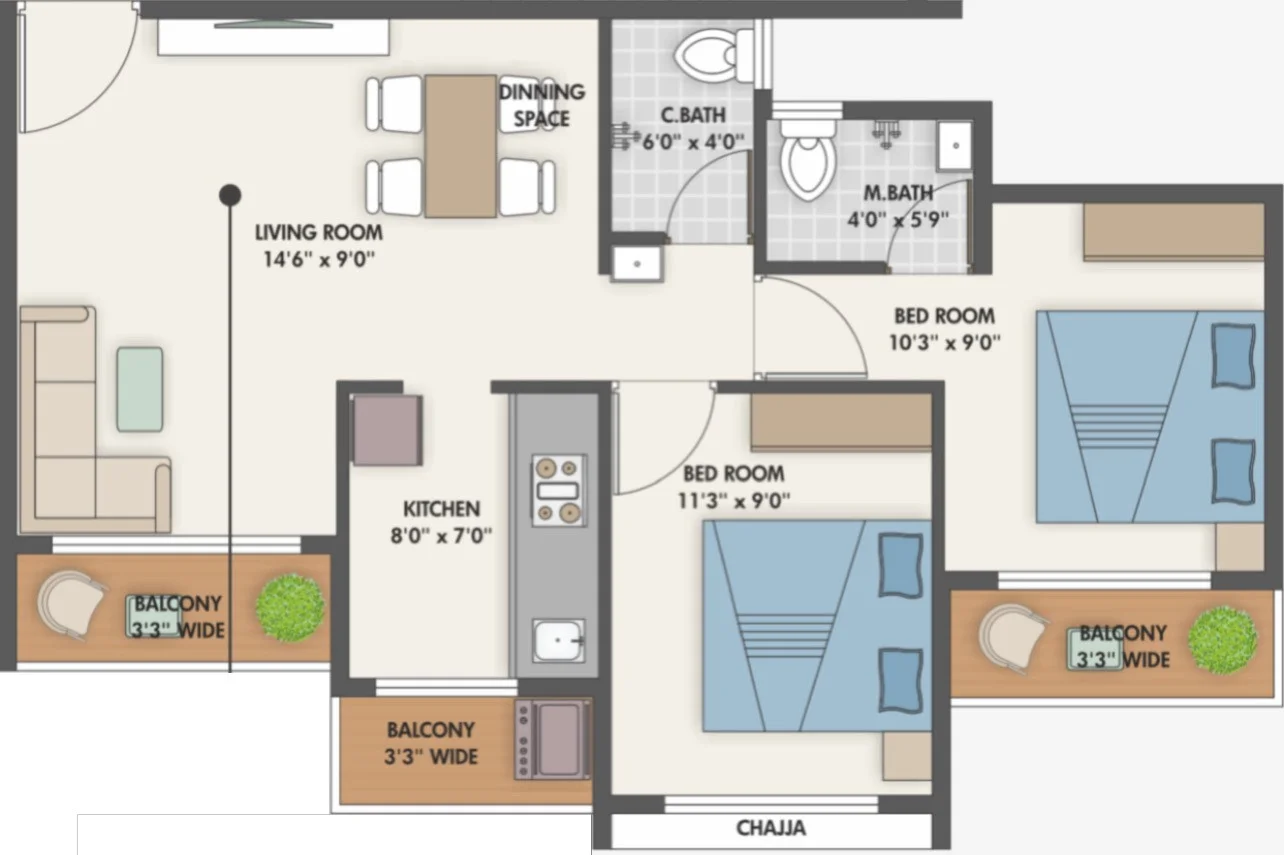 DINNING
SPACE
C.BATH
6'0" x 4'0"
M.BATH
4'0" x 5'9"
LIVING ROOM
14'6" x 9'0"
BED ROOM
10'3" x 9'0"
BED ROOM
11'3" x 9'0"
KITCHEN
8'0" x 7'0"
BALCONY
3'3" WIDE
BALCONY
3'3" WIDE
BALCONY
3'3" WIDE
CHAJJA